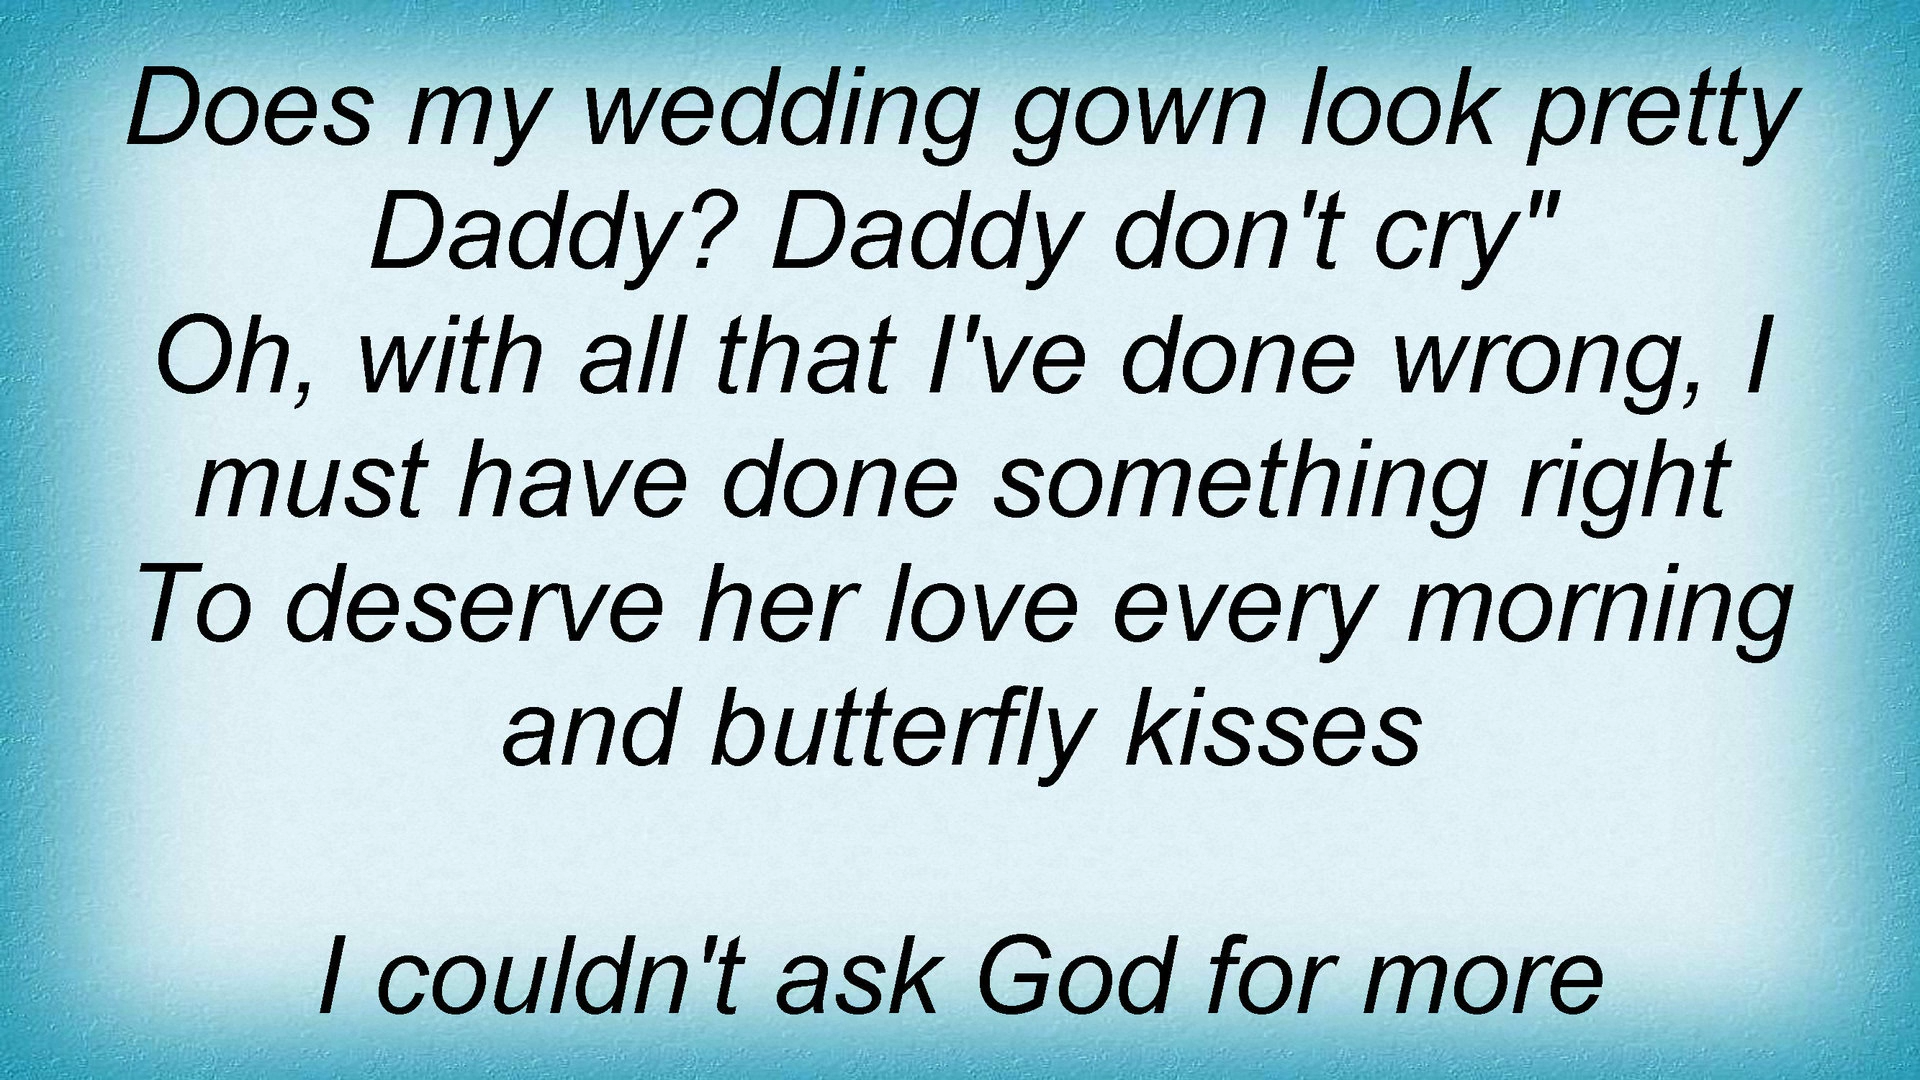 Does my wedding gown look pretty
Daddy? Daddy don't cry"
Oh, with all that I've done wrong, I
must have done something right
To deserve her love every morning
and butterfly kisses
I couldn't ask God for more